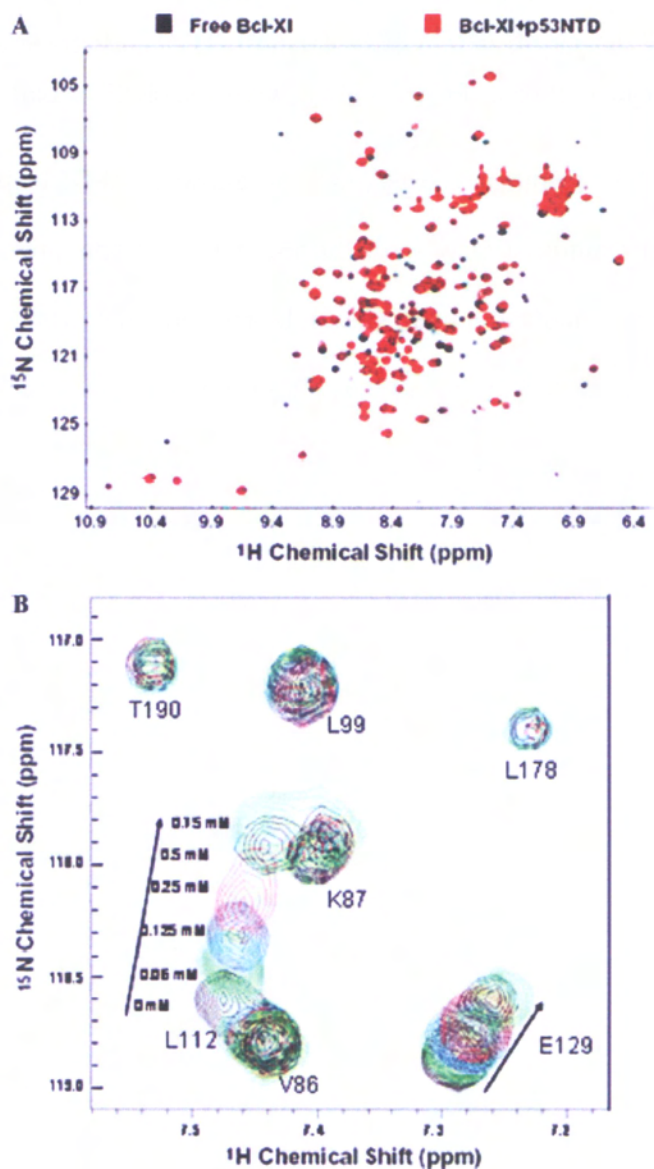 A
Free Bcl-Xl
Bcl-Xl+p53NTD
15N Chemical Shift (ppm)
105
109
113
117
121
125
129
10.9 10.4 9.9 9.4 8.9 8.4 7.9 7.4 6.9 6.4
1H Chemical Shift (ppm)
B
15N Chemical Shift (ppm)
117.0
117.5
118.0
118.5
119.0
T190
L99
L178
0.75 mM
0.5 mM
K87
0.25 mM
0.125 mM
0.06 mM
0 mM
L112
E129
V86
7.5 7.4 7.3 7.2
1H Chemical Shift (ppm)